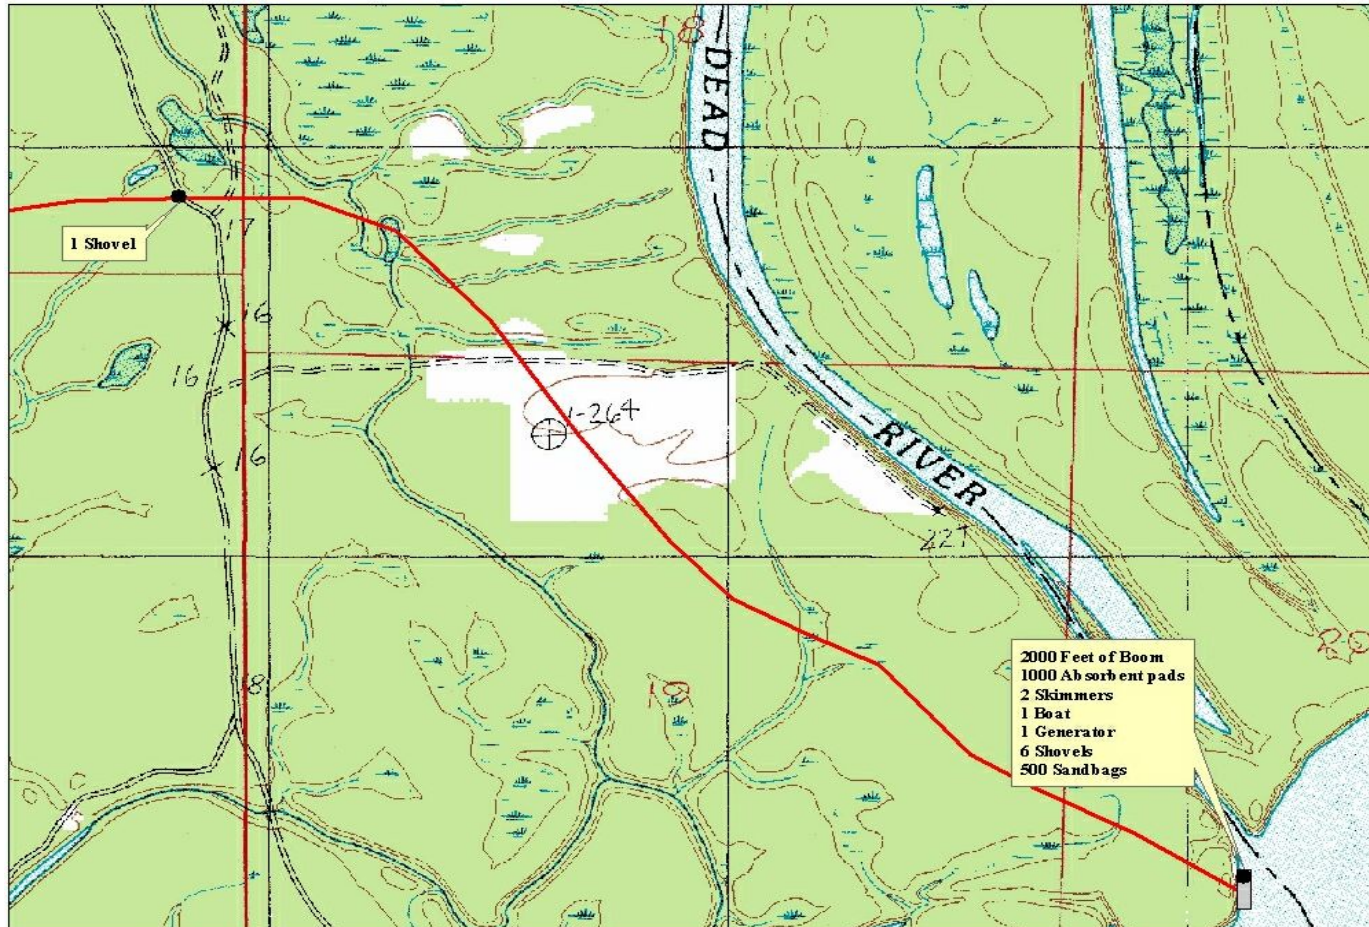 18
DEAD
1 Shovel
17
16
16
1-264
16
RIVER
227
2000 Feet of Boom
1000 Absorbent pads
2 Skimmers
1 Boat
1 Generator
6 Shovels
500 Sandbags
18
19